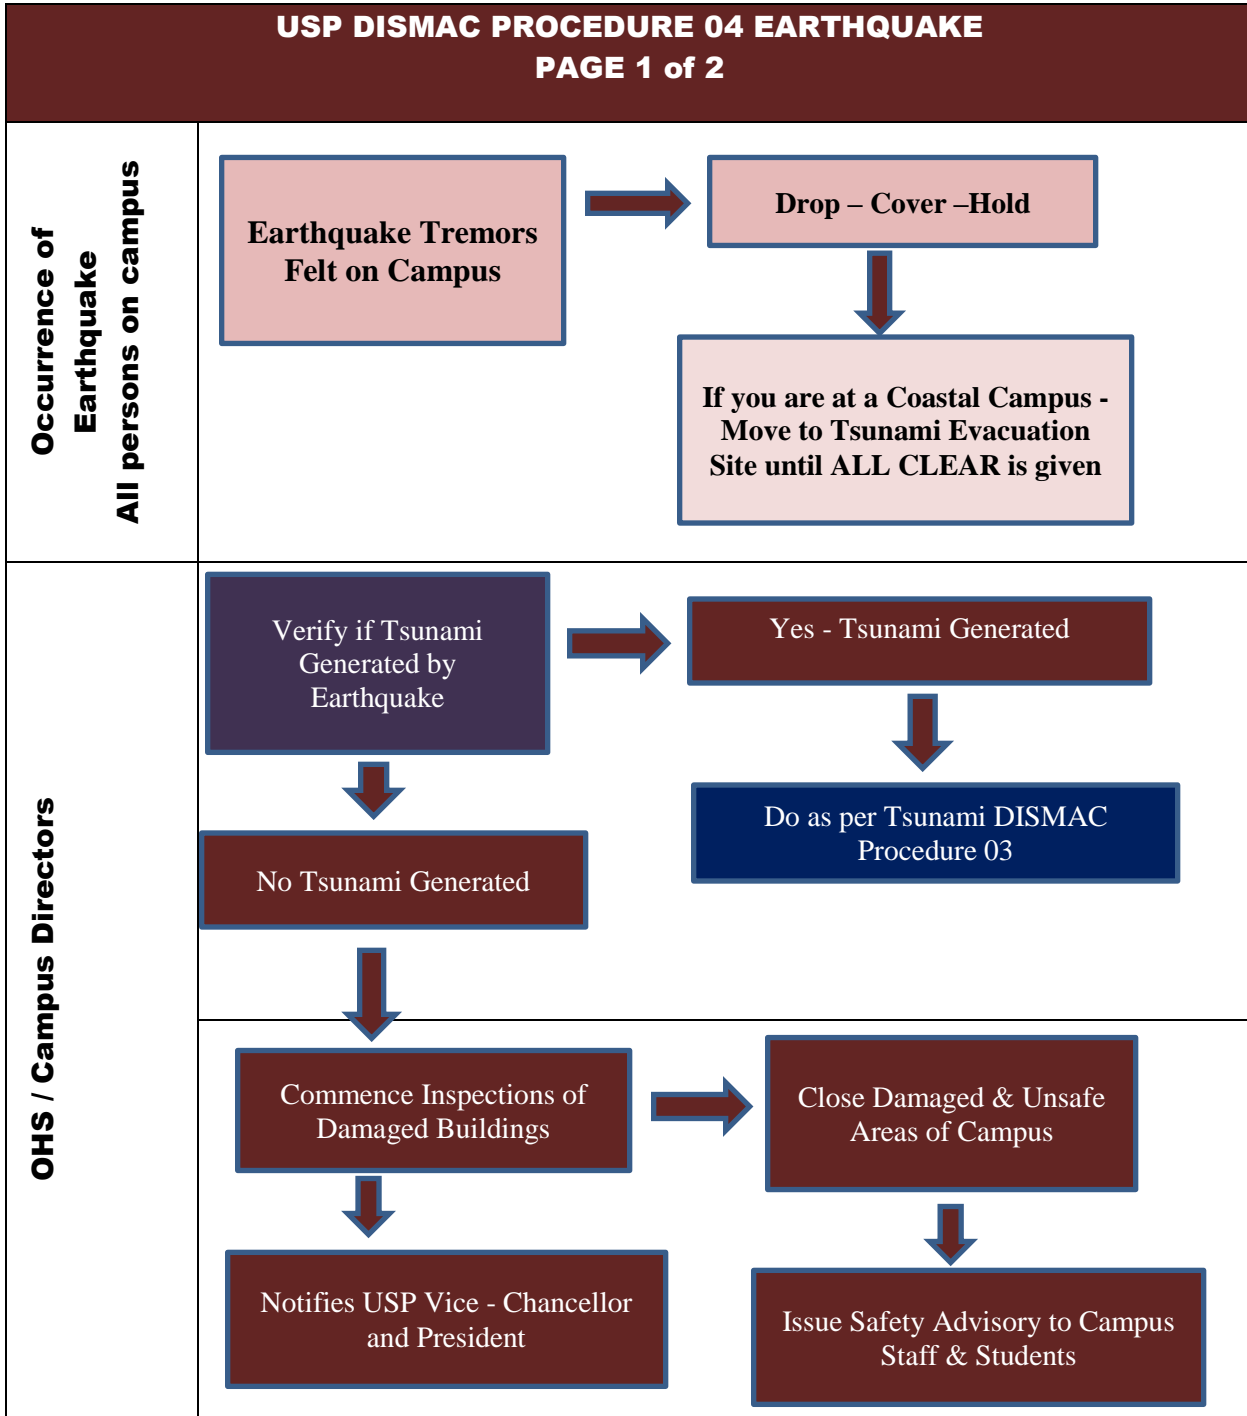 USP DISMAC PROCEDURE 04 EARTHQUAKE
PAGE 1 of 2
Occurrence of
Earthquake
All persons on campus
Earthquake Tremors
Felt on Campus
Drop – Cover –Hold
If you are at a Coastal Campus -
Move to Tsunami Evacuation
Site until ALL CLEAR is given
OHS / Campus Directors
Verify if Tsunami
Generated by
Earthquake
Yes - Tsunami Generated
Do as per Tsunami DISMAC
Procedure 03
No Tsunami Generated
Commence Inspections of
Damaged Buildings
Close Damaged & Unsafe
Areas of Campus
Notifies USP Vice - Chancellor
and President
Issue Safety Advisory to Campus
Staff & Students